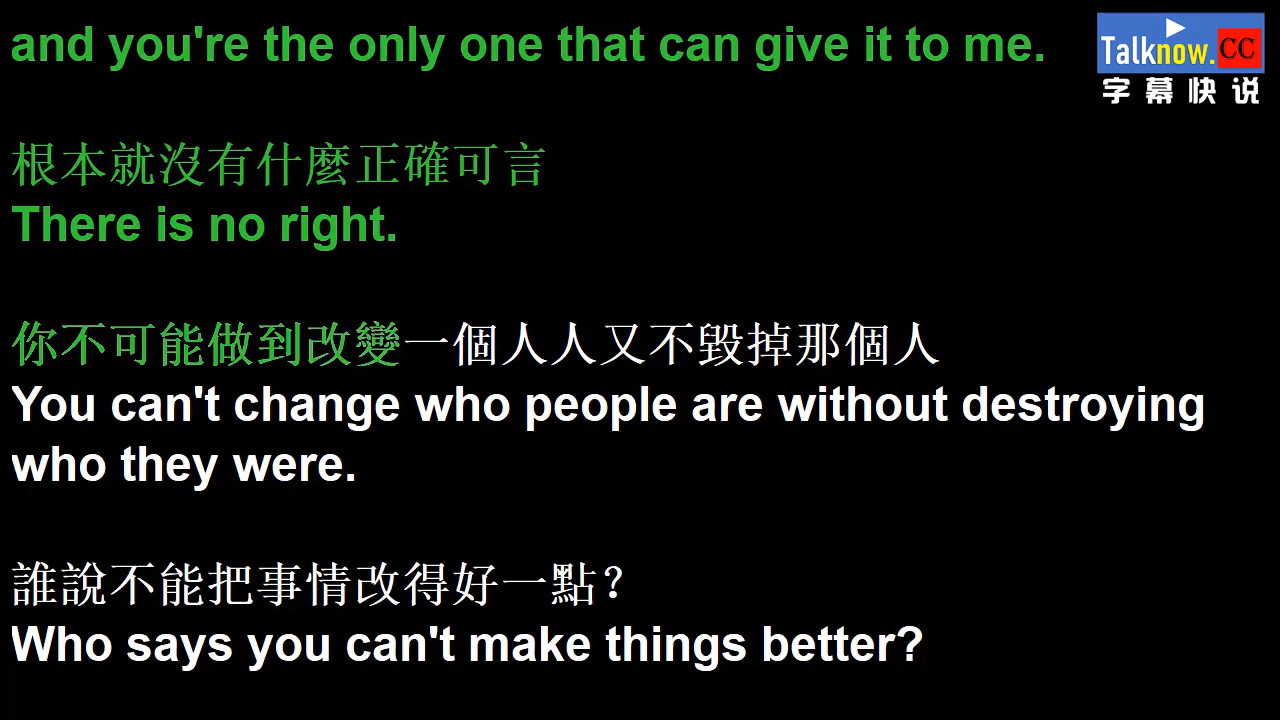 and you're the only one that can give it to me.
Talknow.CC
字幕快说
根本就沒有什麼正確可言
There is no right.
你不可能做到改變一個人人又不毀掉那個人
You can't change who people are without destroying
who they were.
誰說不能把事情改得好一點？
Who says you can't make things better?